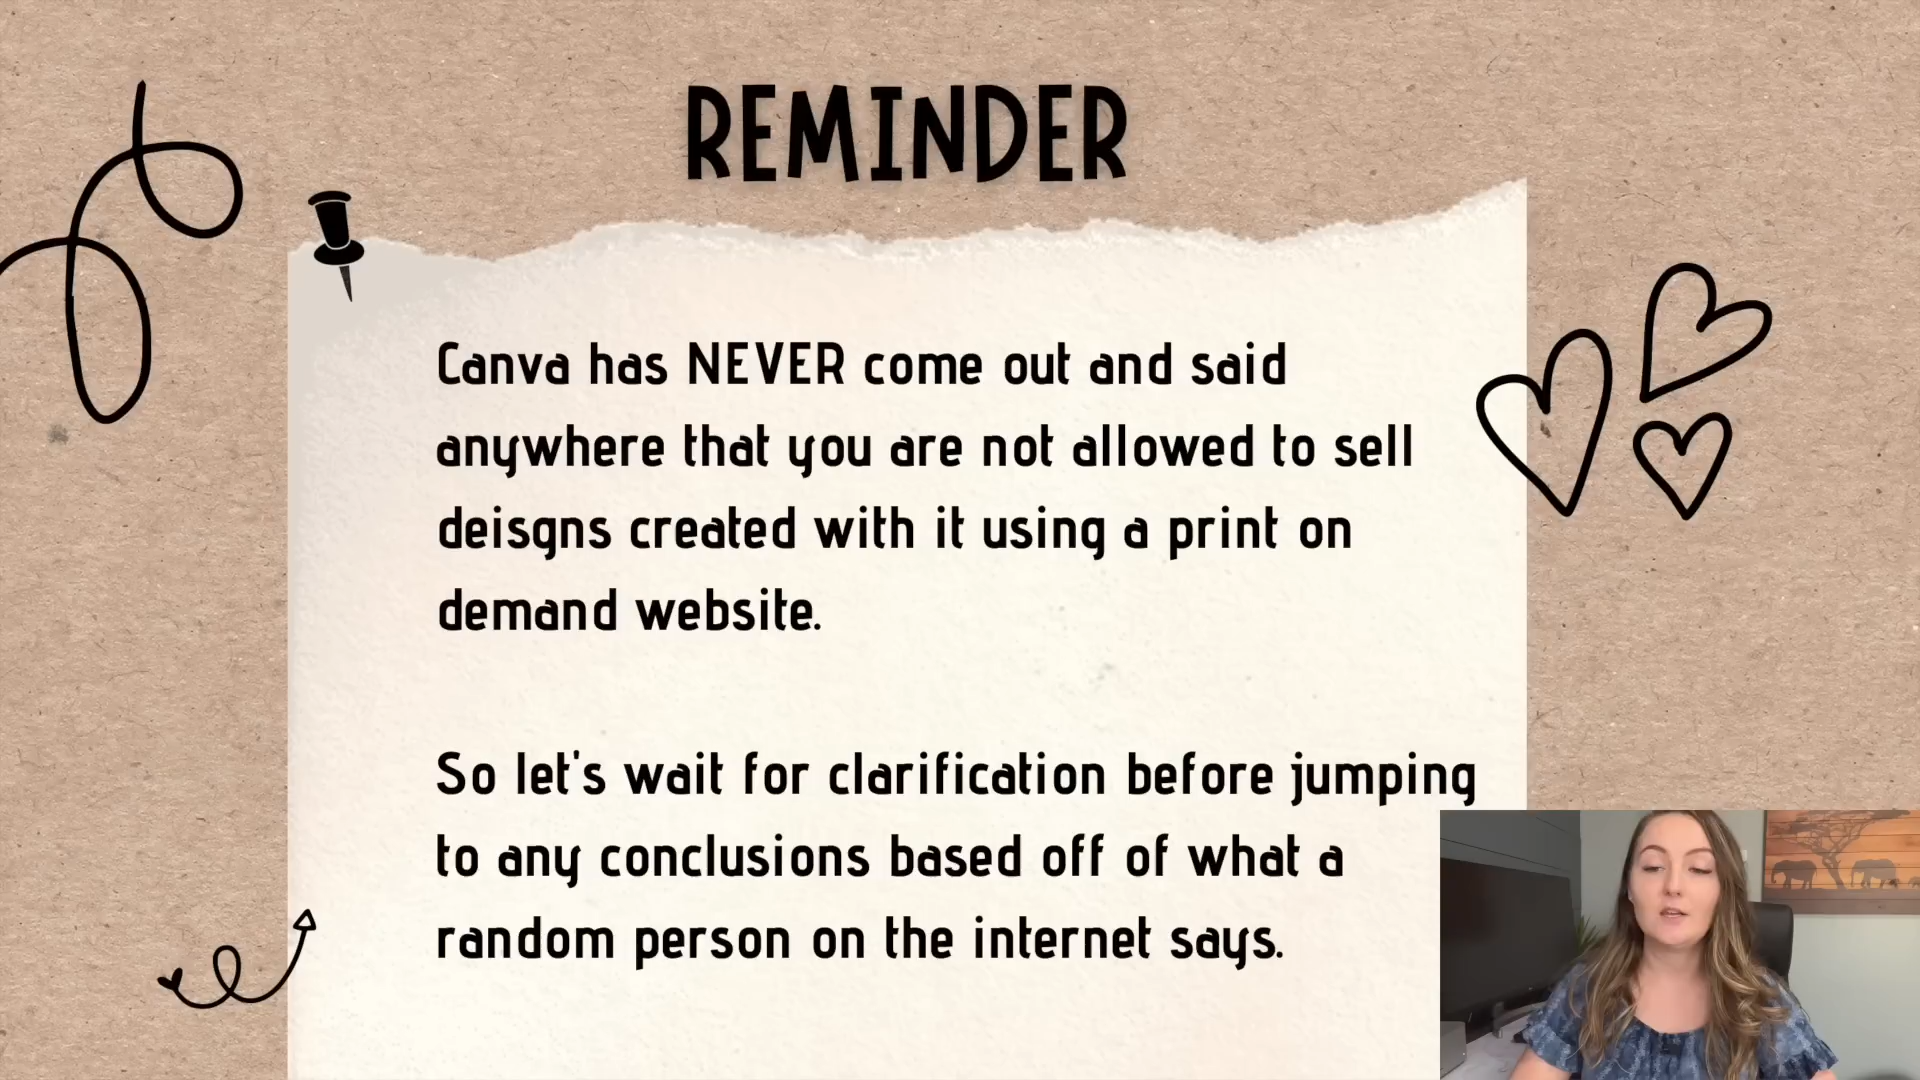 REMINDER
Canva has NEVER come out and said
anywhere that you are not allowed to sell
deisgns created with it using a print on
demand website.
So let's wait for clarification before jumping
to any conclusions based off of what a
random person on the internet says.